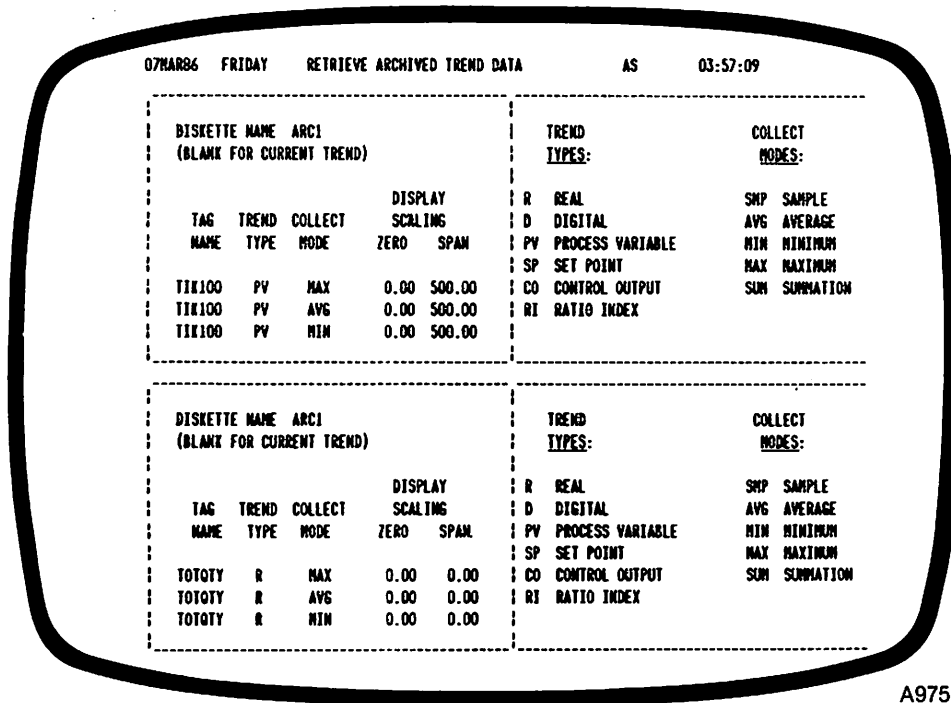 07MAR86 FRIDAY RETRIEVE ARCHIVED TREND DATA AS 03:57:09
DISKETTE NAME ARC1
(BLANK FOR CURRENT TREND)
DISPLAY
TAG TREND COLLECT SCALING
NAME TYPE MODE ZERO SPAN
TIK100 PV MAX 0.00 500.00
TIK100 PV AVG 0.00 500.00
TIK100 PV MIN 0.00 500.00
TREND COLLECT
TYPES: MODES:
R REAL SMP SAMPLE
D DIGITAL AVG AVERAGE
PV PROCESS VARIABLE MIN MINIMUM
SP SET POINT MAX MAXIMUM
CO CONTROL OUTPUT SUM SUMMATION
RI RATIO INDEX
DISKETTE NAME ARC1
(BLANK FOR CURRENT TREND)
DISPLAY
TAG TREND COLLECT SCALING
NAME TYPE MODE ZERO SPAN
TOTQTY R MAX 0.00 0.00
TOTQTY R AVG 0.00 0.00
TOTQTY R MIN 0.00 0.00
TREND COLLECT
TYPES: MODES:
R REAL SMP SAMPLE
D DIGITAL AVG AVERAGE
PV PROCESS VARIABLE MIN MINIMUM
SP SET POINT MAX MAXIMUM
CO CONTROL OUTPUT SUM SUMMATION
RI RATIO INDEX
A975